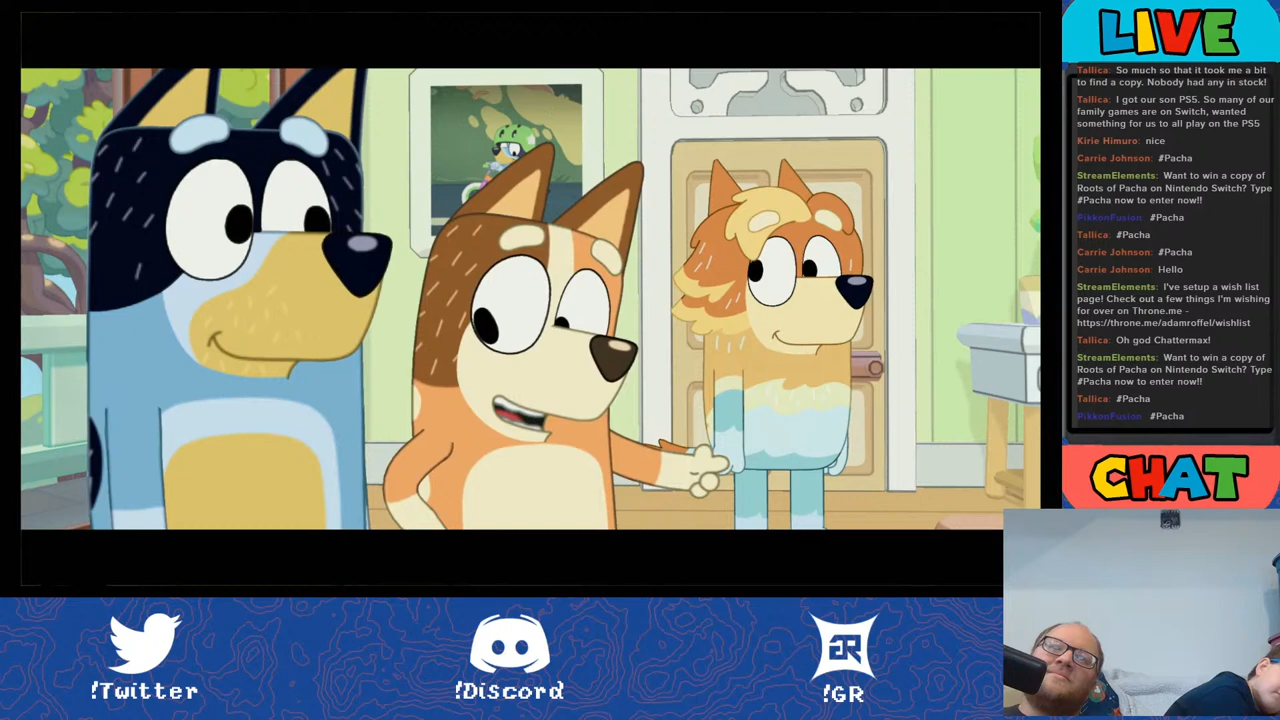 LIVE
Tallica: So much so that it took me a bit
to find a copy. Nobody had any in stock!
Tallica: I got our son PS5. So many of our
family games are on Switch, wanted
something for us to all play on the PS5
Kirie Himuro: nice
Carrie Johnson: #Pacha
StreamElements: Want to win a copy of
Roots of Pacha on Nintendo Switch? Type
#Pacha now to enter now!!
PikkonFusion #Pacha
Tallica: #Pacha
Carrie Johnson: #Pacha
Carrie Johnson: Hello
StreamElements: I've setup a wish list
page! Check out a few things I'm wishing
for over on Throne.me -
https://throne.me/adamroffel/wishlist
Tallica: Oh god Chattermax!
StreamElements: Want to win a copy of
Roots of Pacha on Nintendo Switch? Type
#Pacha now to enter now!!
Tallica: #Pacha
PikkonFusion #Pacha
CHAT
GR
!Twitter
!Discord
!GR